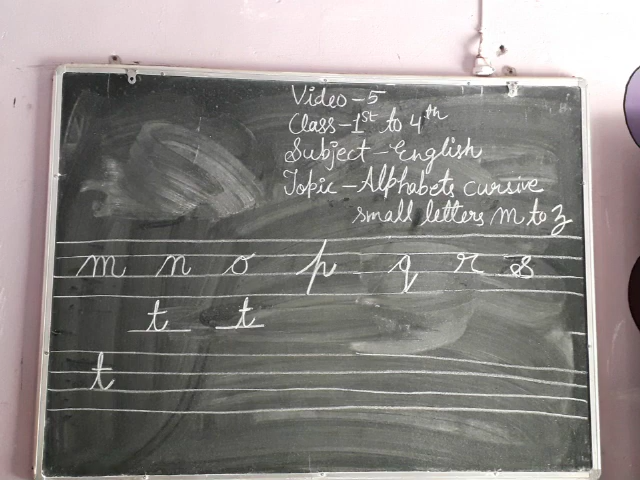 Video-5
Class-1st to 4th
Subject-English
Topic-Alphabets cursive
small letters m to z
m n o p q r s
t t
t